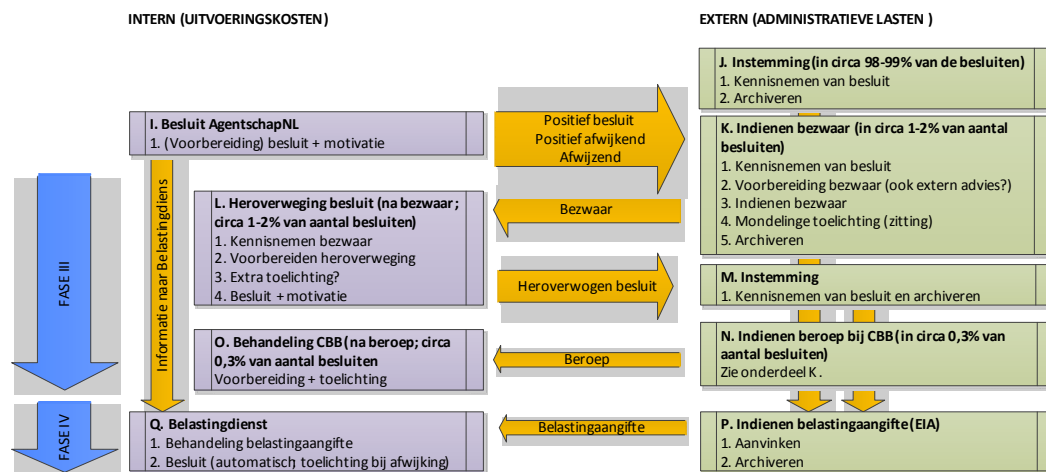 INTERN (UITVOERINGSKOSTEN)
EXTERN (ADMINISTRATIEVE LASTEN )
J. Instemming (in circa 98-99% van de besluiten)
1. Kennisnemen van besluit
2. Archiveren
I. Besluit AgentschapNL
1. (Voorbereiding) besluit + motivatie
Positief besluit
Positief afwijkend
Afwijzend
K. Indienen bezwaar (in circa 1-2% van aantal
besluiten)
1. Kennisnemen van besluit
2. Voorbereiding bezwaar (ook extern advies?)
3. Indienen bezwaar
4. Mondelinge toelichting (zitting)
5. Archiveren
FASE III
Informatie naar Belastingdiens
L. Heroverweging besluit (na bezwaar ;
circa 1-2% van aantal besluiten)
1. Kennisnemen bezwaar
2. Voorbereiden heroverweging
3. Extra toelichting?
4. Besluit + motivatie
Bezwaar
Heroverwogen besluit
M. Instemming
1. Kennisnemen van besluit en archiveren
O. Behandeling CBB (na beroep; circa
0,3% van aantal besluiten
Voorbereiding + toelichting
Beroep
N. Indienen beroep bij CBB (in circa 0,3% van
aantal besluiten)
Zie onderdeel K .
FASE IV
Q. Belastingdienst
1. Behandeling belastingaangifte
2. Besluit (automatisch; toelichting bij afwijking)
Belastingaangifte
P. Indienen belastingaangifte (EIA)
1. Aanvinken
2. Archiveren